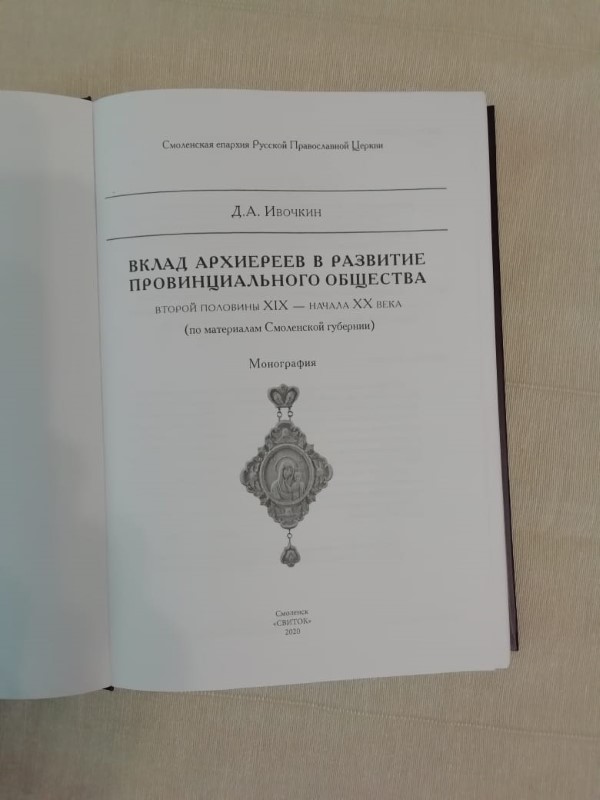 Смоленская епархия Русской Православной Церкви
Д.А. Ивочкин
ВКЛАД АРХИЕРЕЕВ В РАЗВИТИЕ
ПРОВИНЦИАЛЬНОГО ОБЩЕСТВА
ВТОРОЙ ПОЛОВИНЫ XIX — НАЧАЛА XX ВЕКА
(по материалам Смоленской губернии)
Монография
Смоленск
«СВИТОК»
2020